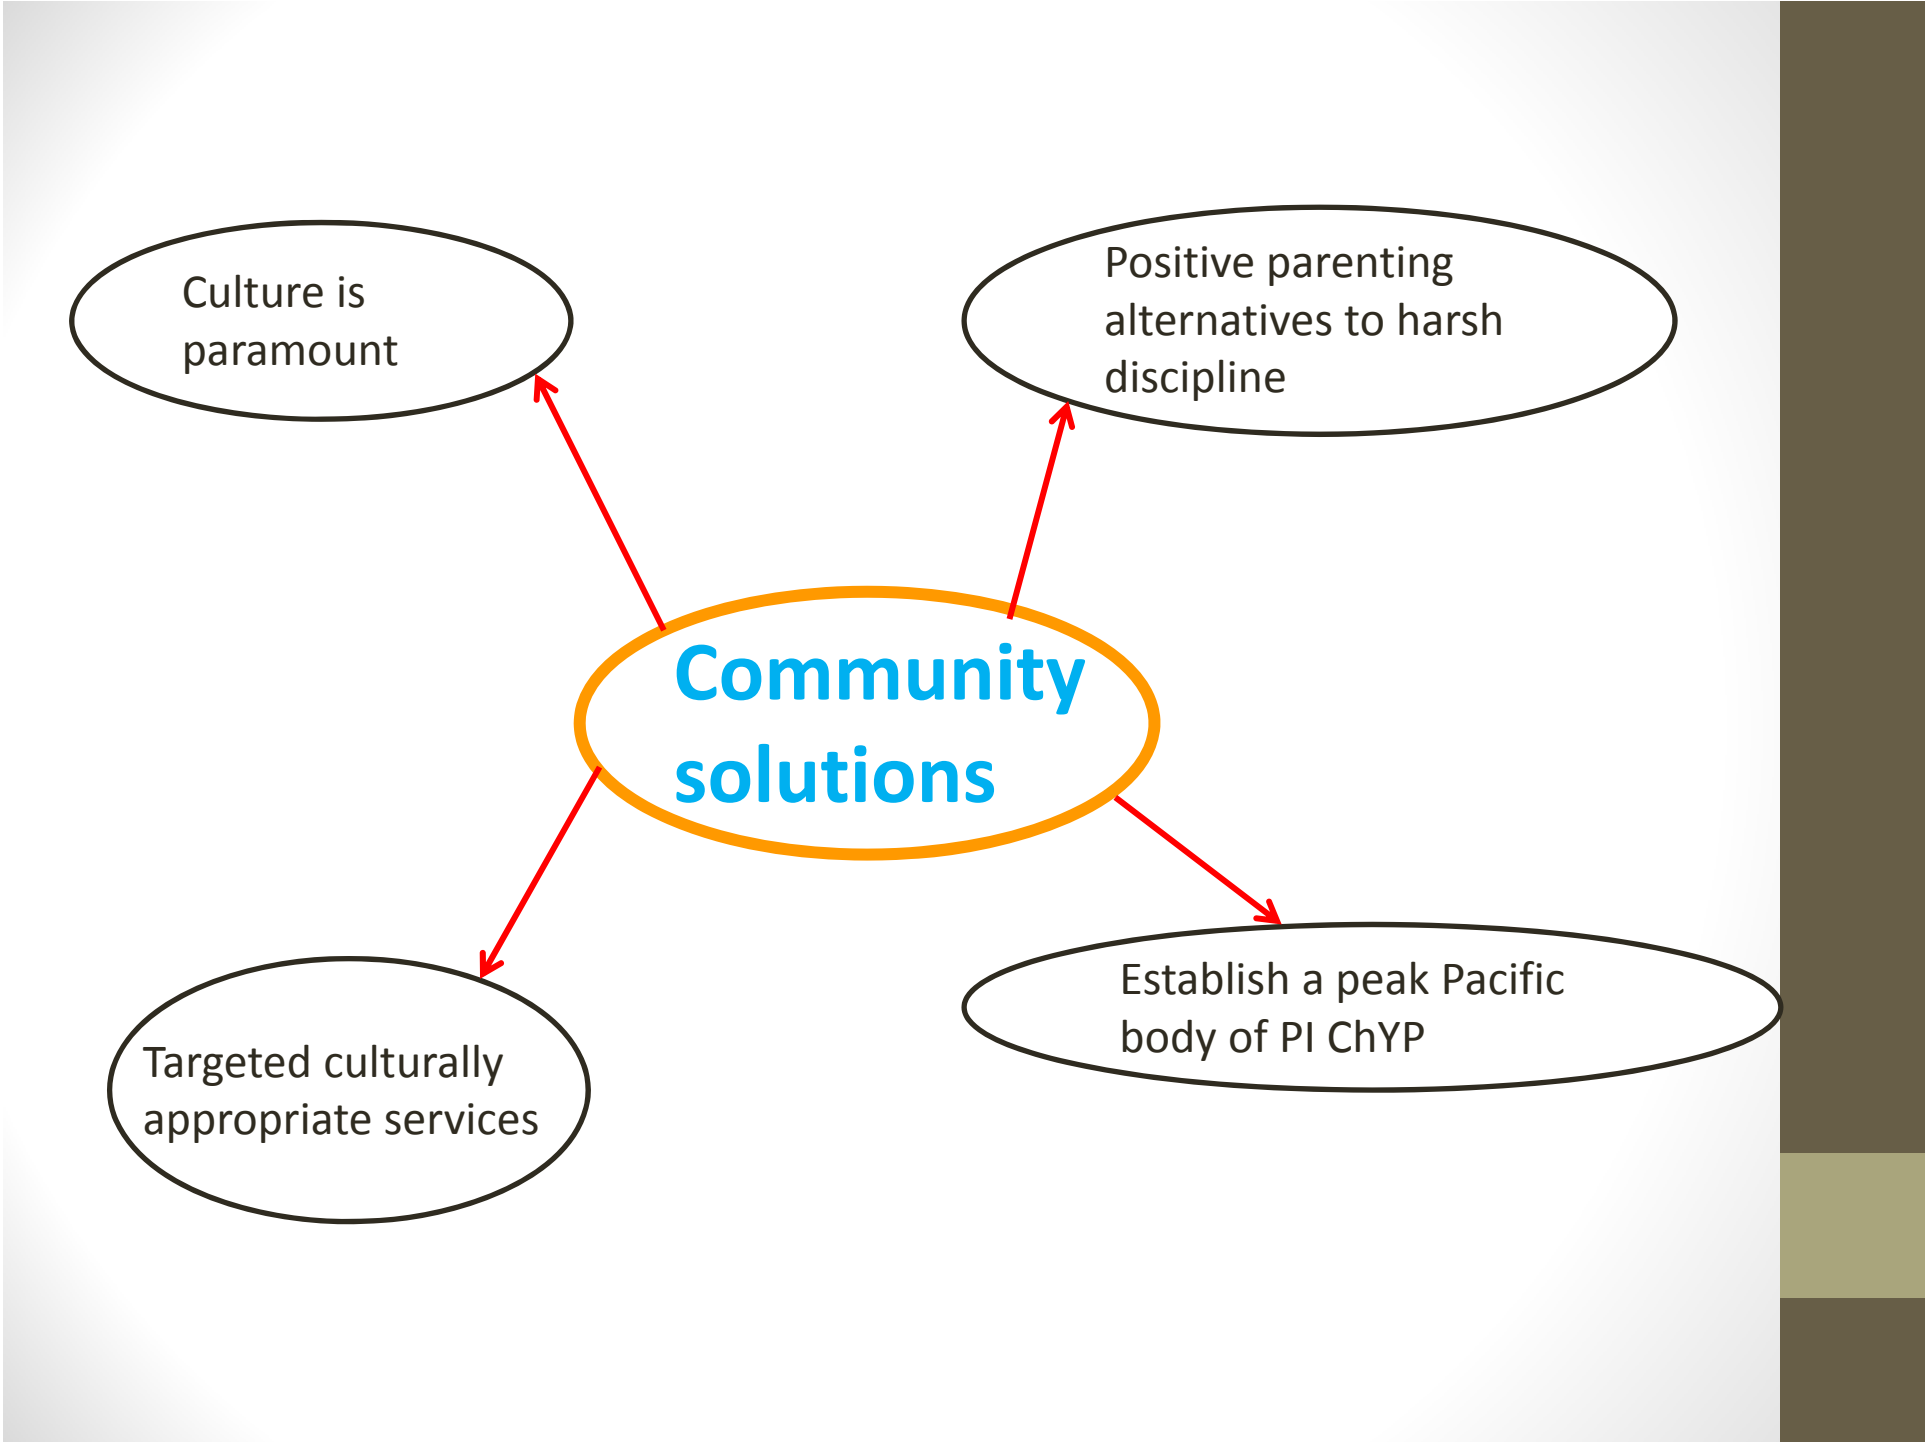 Culture is
paramount
Positive parenting
alternatives to harsh
discipline
Community
solutions
Targeted culturally
appropriate services
Establish a peak Pacific
body of PI ChYP